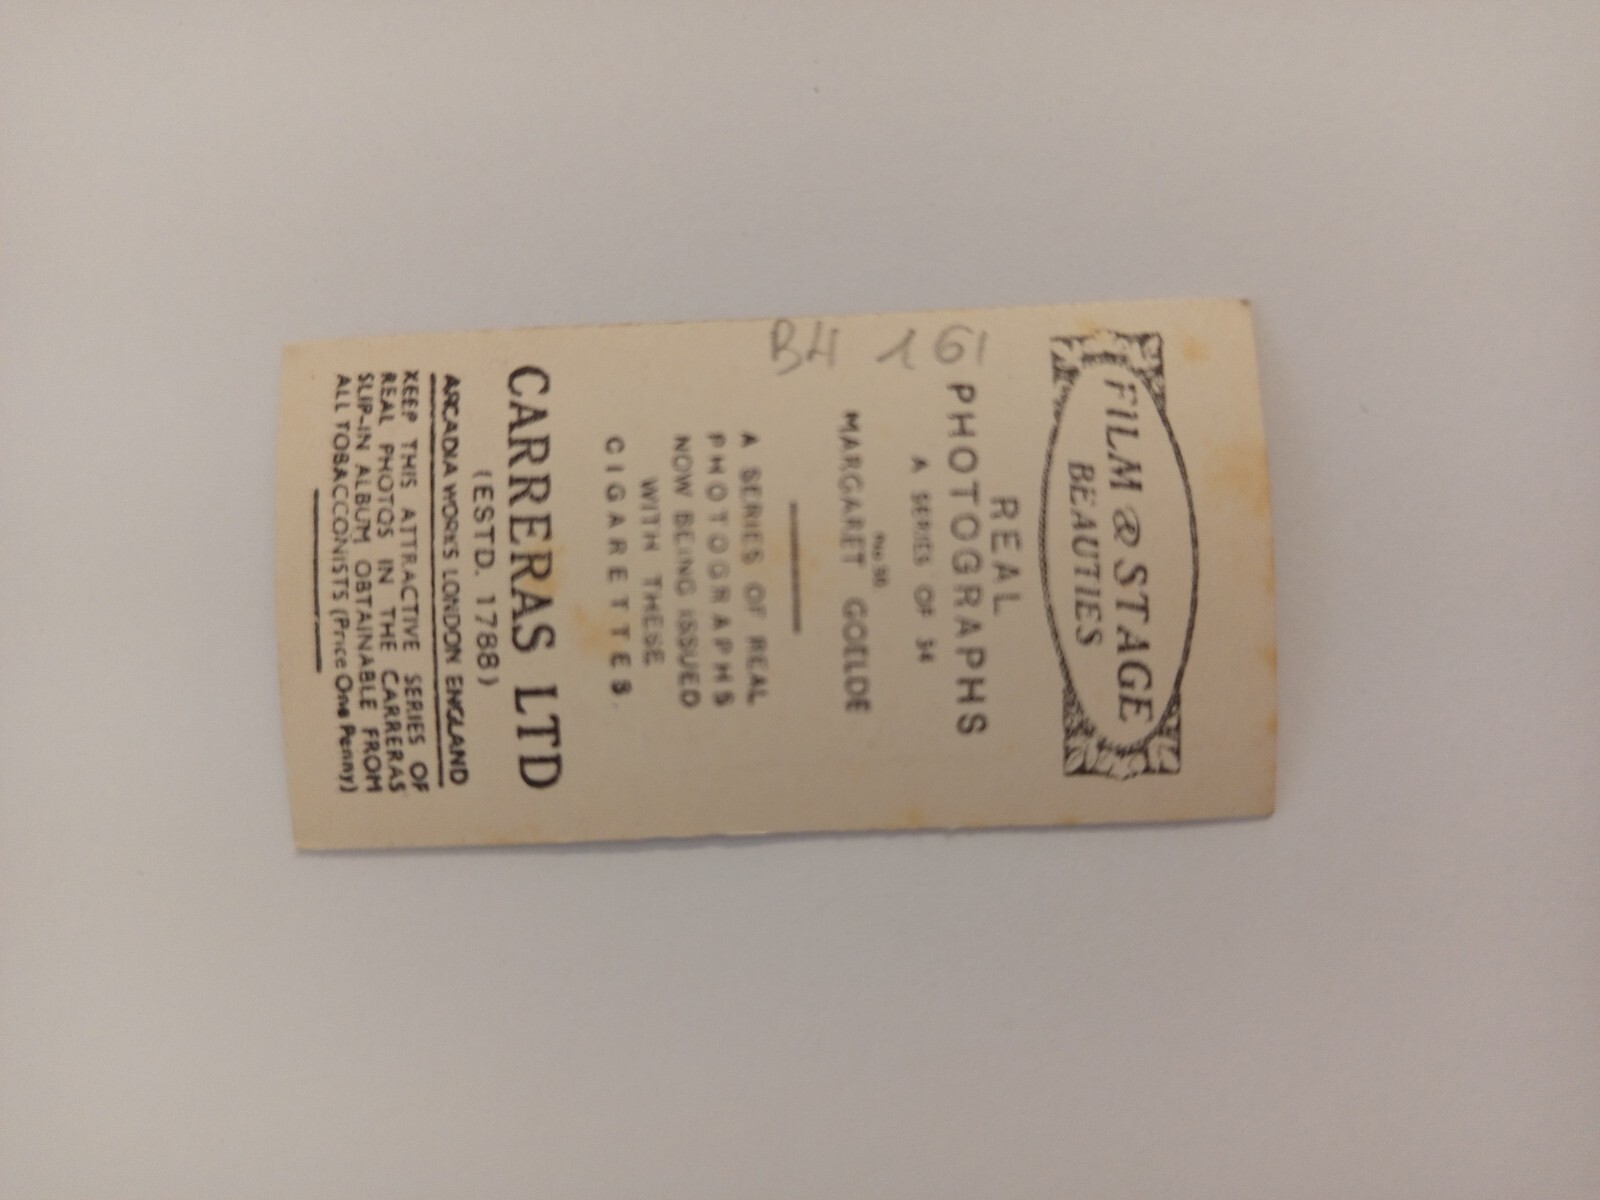 FILM & STAGE
BEAUTIES
REAL
PHOTOGRAPHS
A SERIES OF 54
MARGARET GOELDE
A SERIES OF REAL
PHOTOGRAPHS
NOW BEING ISSUED
WITH THESE
CIGARETTES.
CARRERAS LTD
(ESTD. 1788)
ARCADIA WORKS LONDON ENGLAND
KEEP THIS ATTRACTIVE SERIES OF
REAL PHOTOS IN THE CARRERAS
SLIP-IN ALBUM OBTAINABLE FROM
ALL TOBACCONISTS (Price One Penny)